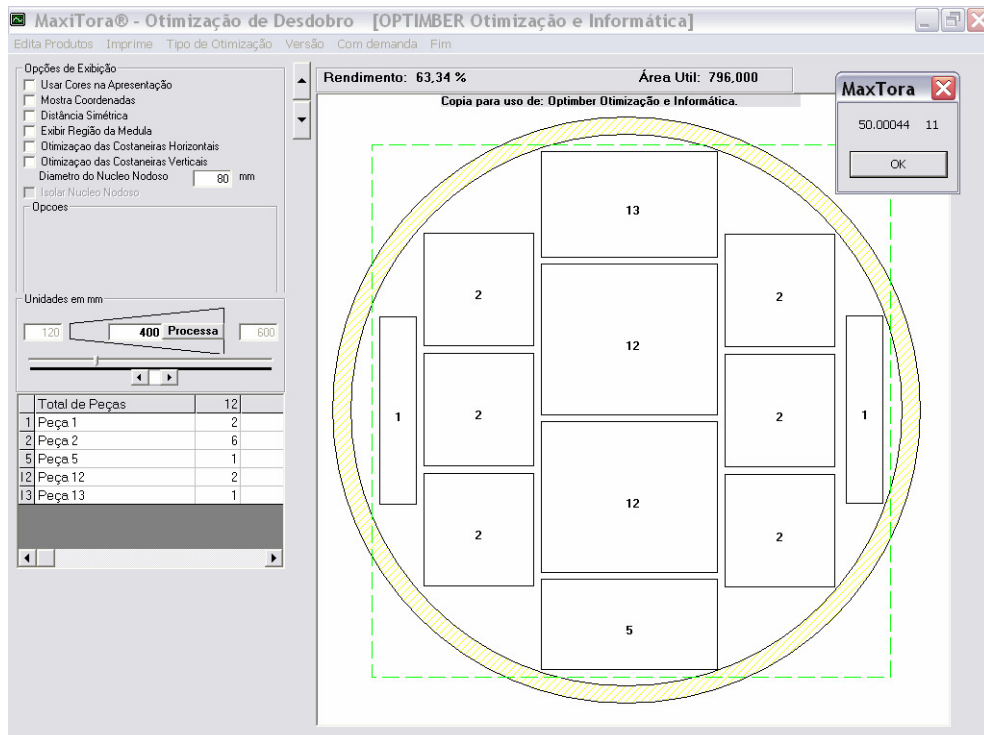 MaxiTora® - Otimização de Desdobro [OPTIMBER Otimização e Informática]
Edita Produtos Imprime Tipo de Otimização Versão Com demanda Fim
Opções de Exibição
Usar Cores na Apresentação
Mostra Coordenadas
Distância Simétrica
Exibir Região da Medula
Otimizaçao das Costaneiras Horizontais
Otimizaçao das Costaneiras Verticais
Diametro do Nucleo Nodoso 80 mm
Isolar Nucleo Nodoso
Opcoes
Unidades em mm
120 400 Processa 600
Total de Peças 12
1 Peça 1 2
2 Peça 2 6
5 Peça 5 1
12 Peça 12 2
13 Peça 13 1
Rendimento: 63,34 % Área Util: 796,000
Copia para uso de: Optimber Otimização e Informática.
MaxTora
50.00044 11
OK
13
2
2
12
1
2
2
1
12
2
2
5